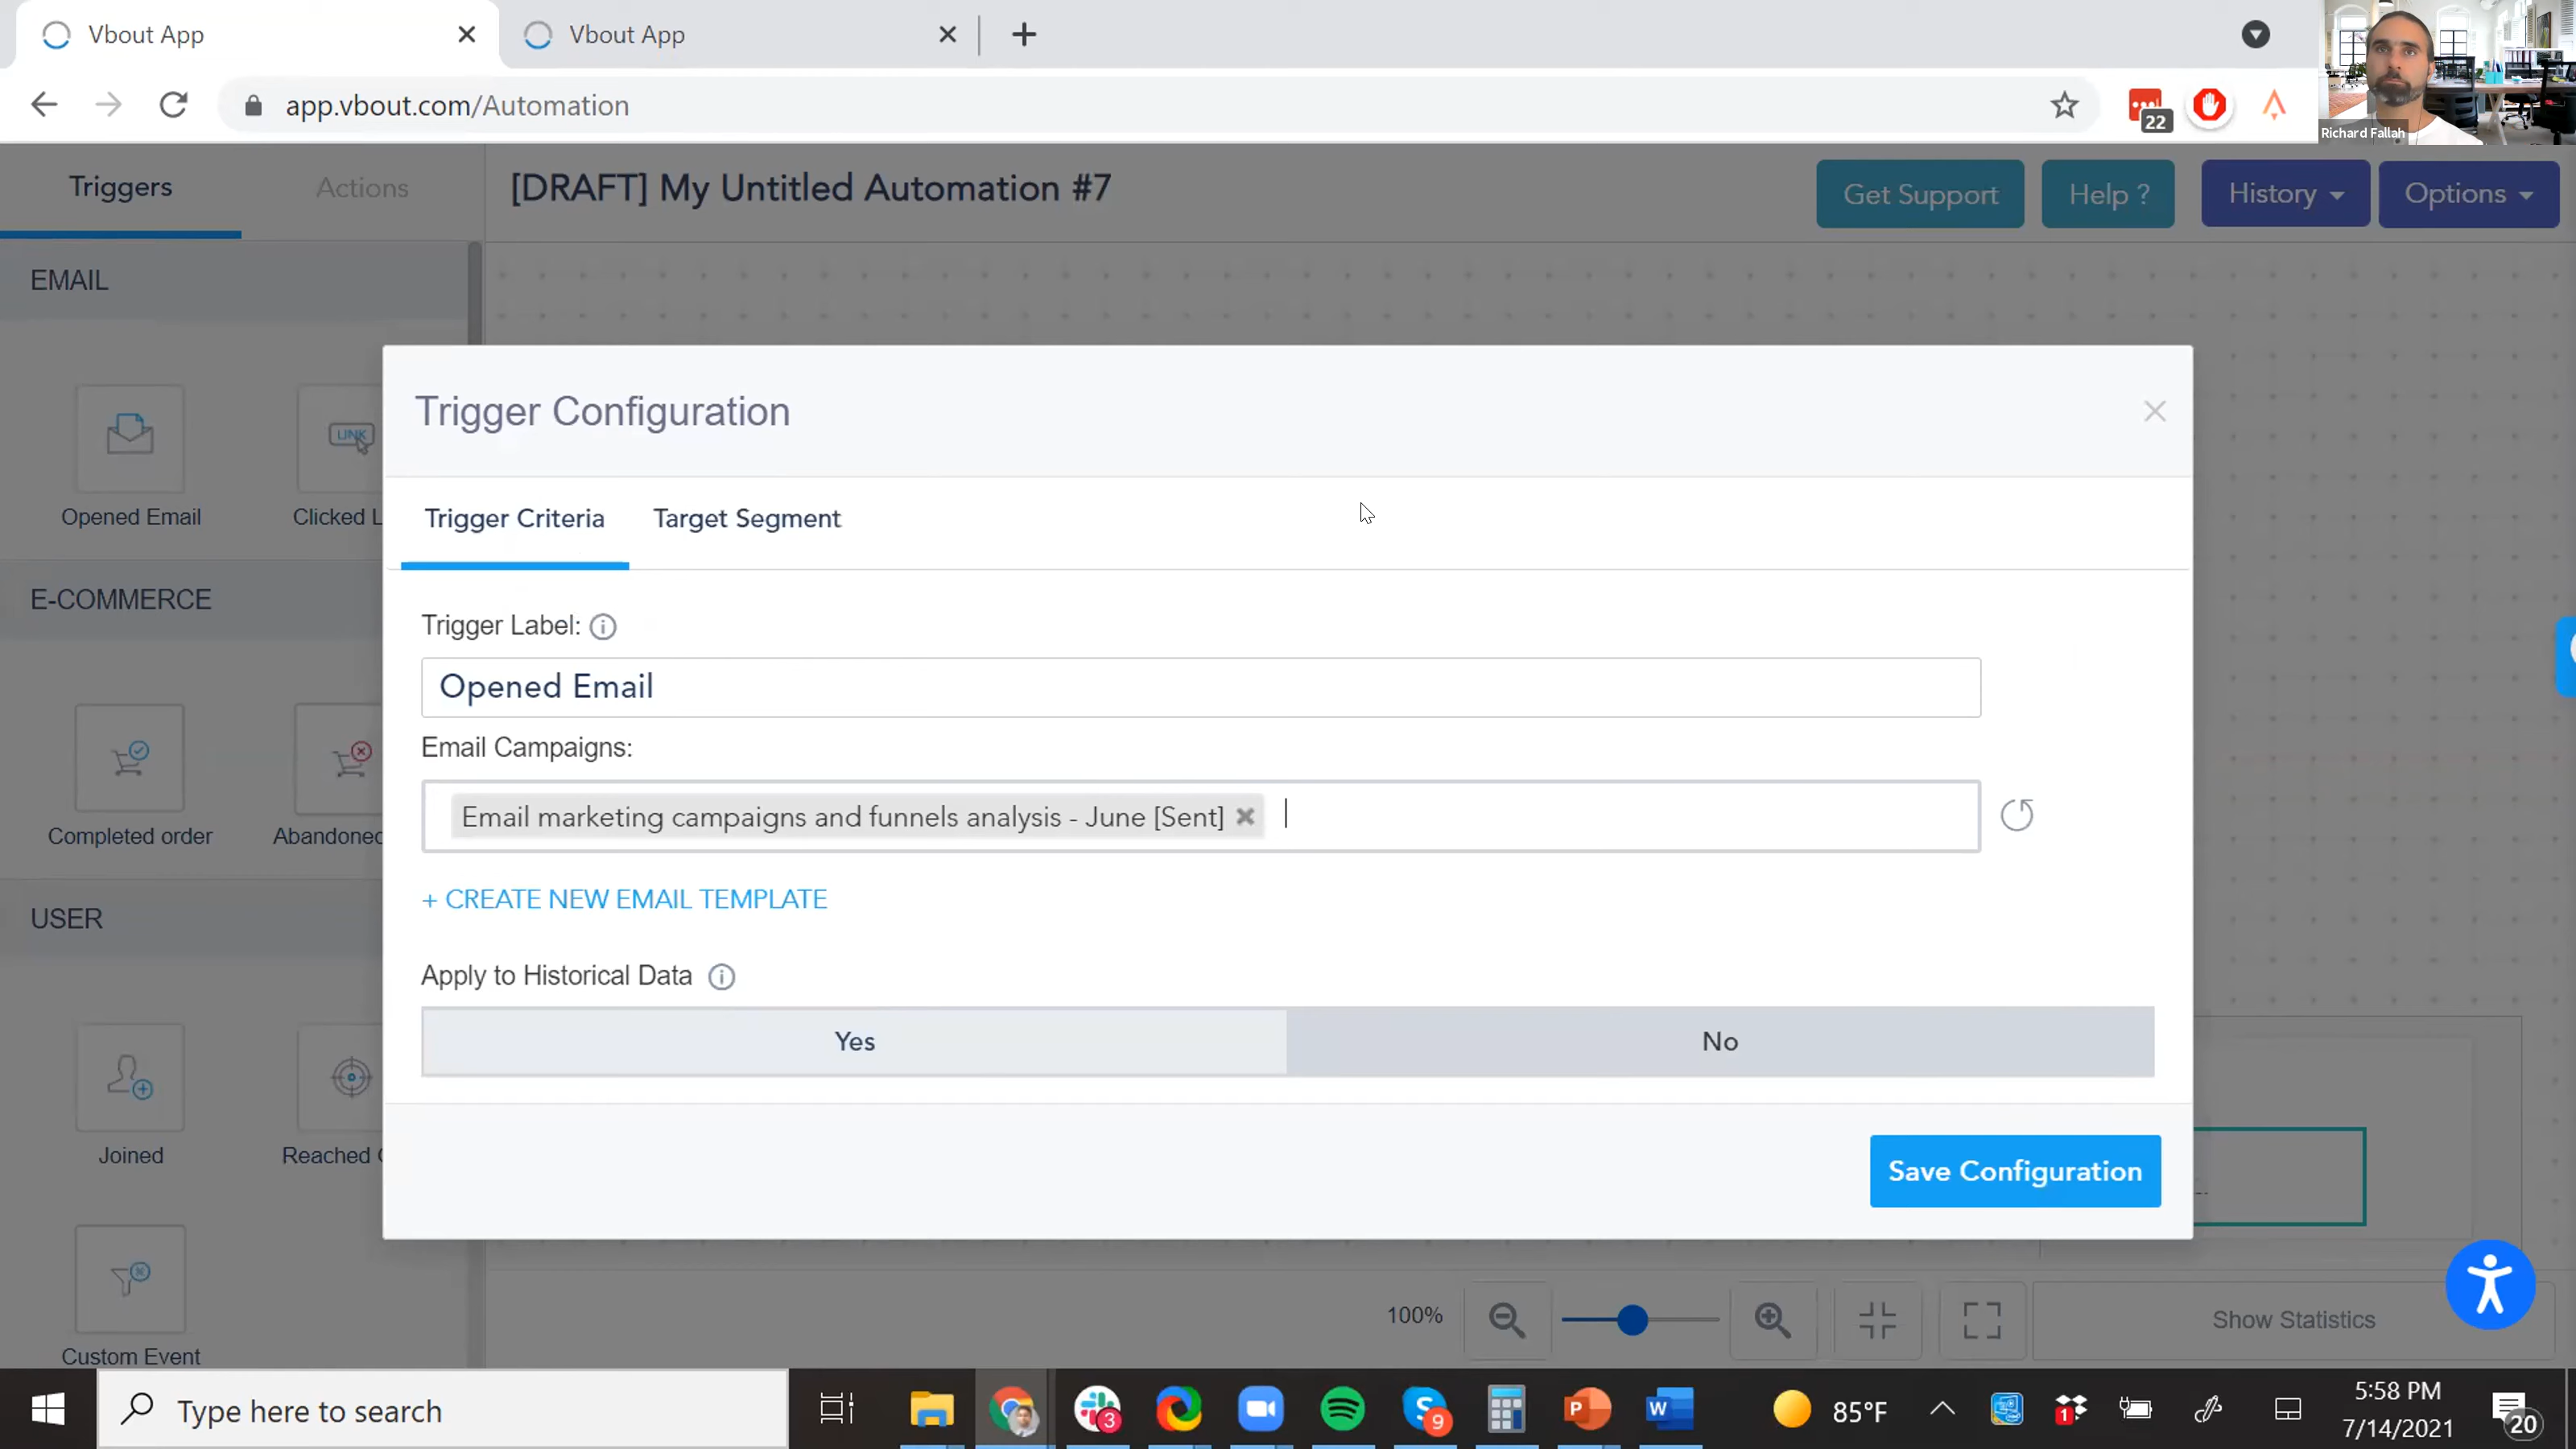 Vbout App
Vbout App
app.vbout.com/Automation
22
Richard Fallah
Triggers
Actions
[DRAFT] My Untitled Automation #7
Get Support
Help ?
History
Options
EMAIL
LINK
Opened Email
Clicked L
E-COMMERCE
Completed order
Abandoned
USER
Joined
Reached
Custom Event
Trigger Configuration
Trigger Criteria
Target Segment
Trigger Label:
Opened Email
Email Campaigns:
Email marketing campaigns and funnels analysis - June [Sent]
+ CREATE NEW EMAIL TEMPLATE
Apply to Historical Data
Yes
No
Save Configuration
100%
Show Statistics
Type here to search
3
9
P
W
85°F
1
5:58 PM
7/14/2021
20